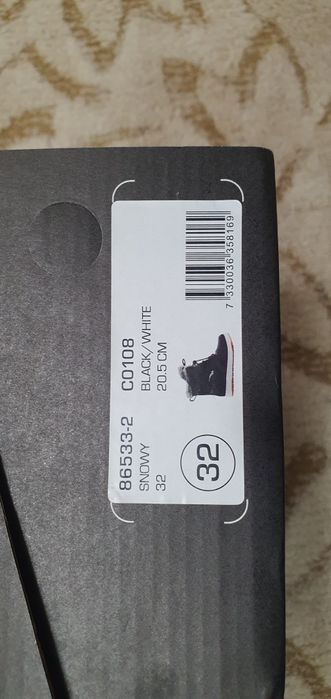 86533-2 C0108
SNOWY BLACK/WHITE
32 20.5 CM
32
7 330036 358169